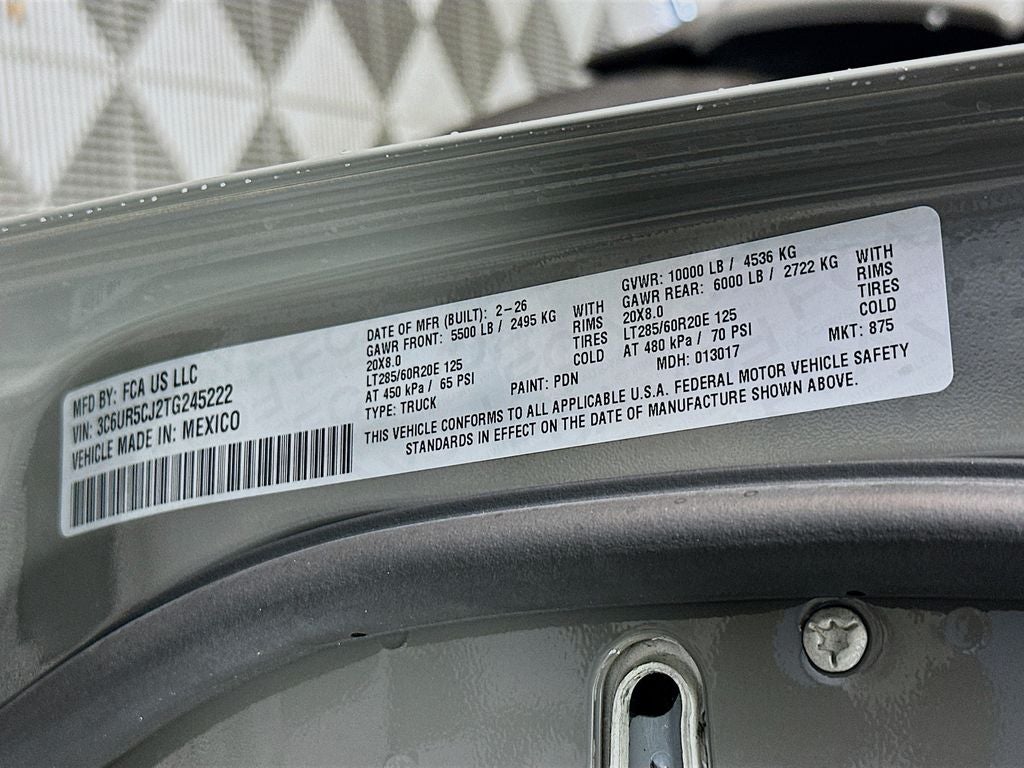 MFD BY: FCA US LLC
VIN: 3C6UR5CJ2TG245222
VEHICLE MADE IN: MEXICO
DATE OF MFR (BUILT): 2-26
GAWR FRONT: 5500 LB / 2495 KG WITH
20X8.0 RIMS
LT285/60R20E 125 TIRES
AT 450 kPa / 65 PSI COLD
TYPE: TRUCK
GVWR: 10000 LB / 4536 KG
GAWR REAR: 6000 LB / 2722 KG WITH
20X8.0 RIMS
LT285/60R20E 125 TIRES
AT 480 kPa / 70 PSI COLD
PAINT: PDN MDH: 013017 MKT: 875
THIS VEHICLE CONFORMS TO ALL APPLICABLE U.S.A. FEDERAL MOTOR VEHICLE SAFETY
STANDARDS IN EFFECT ON THE DATE OF MANUFACTURE SHOWN ABOVE.